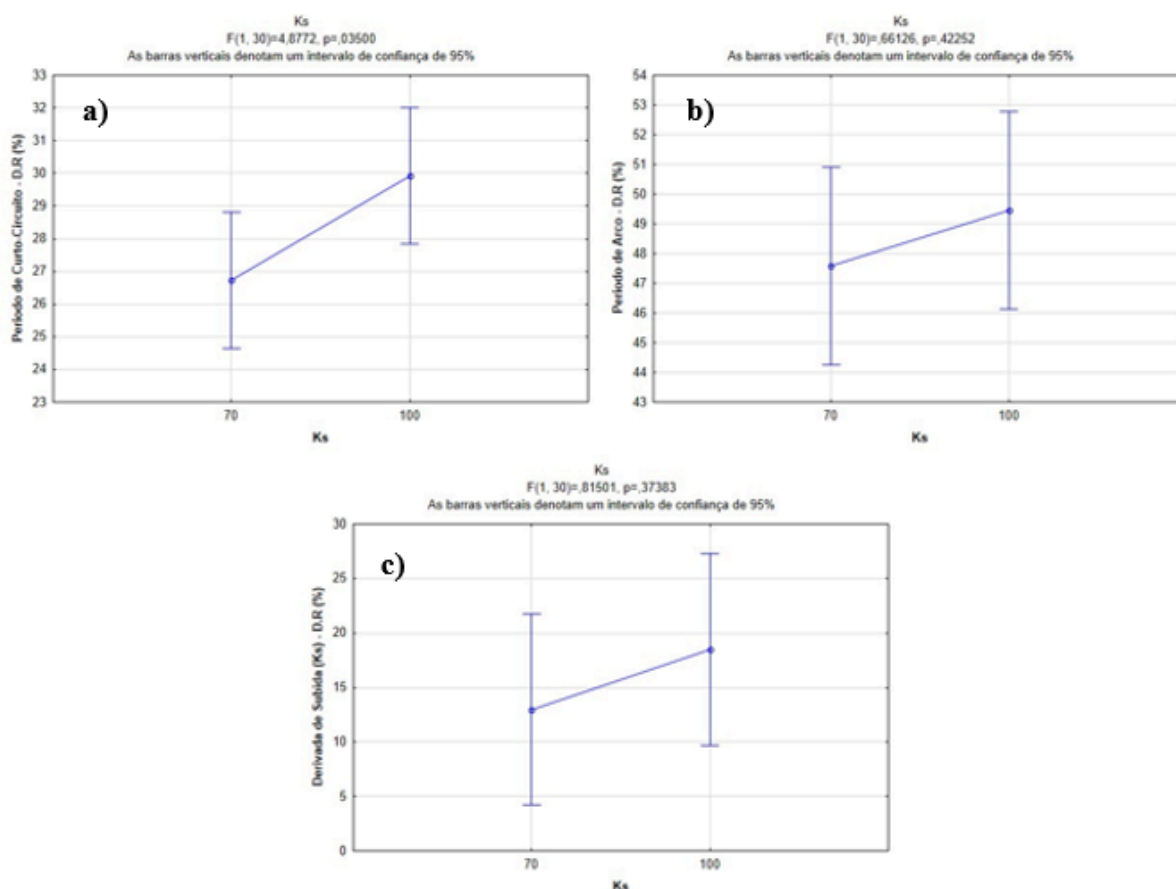 Ks
F(1, 30)=4,8772, p=,03500
As barras verticais denotam um intervalo de confiança de 95%
33
32
31
30
29
28
27
26
25
24
23
a)
Período de Curto-Circuito - D.R (%)
70
100
Ks
Ks
F(1, 30)=,66126, p=,42252
As barras verticais denotam um intervalo de confiança de 95%
54
53
52
51
50
49
48
47
46
45
44
43
b)
Período de Arco - D.R (%)
70
100
Ks
Ks
F(1, 30)=,81501, p=,37383
As barras verticais denotam um intervalo de confiança de 95%
30
25
20
15
10
5
0
c)
Derivada de Subida (Ks) - D.R (%)
70
100
Ks